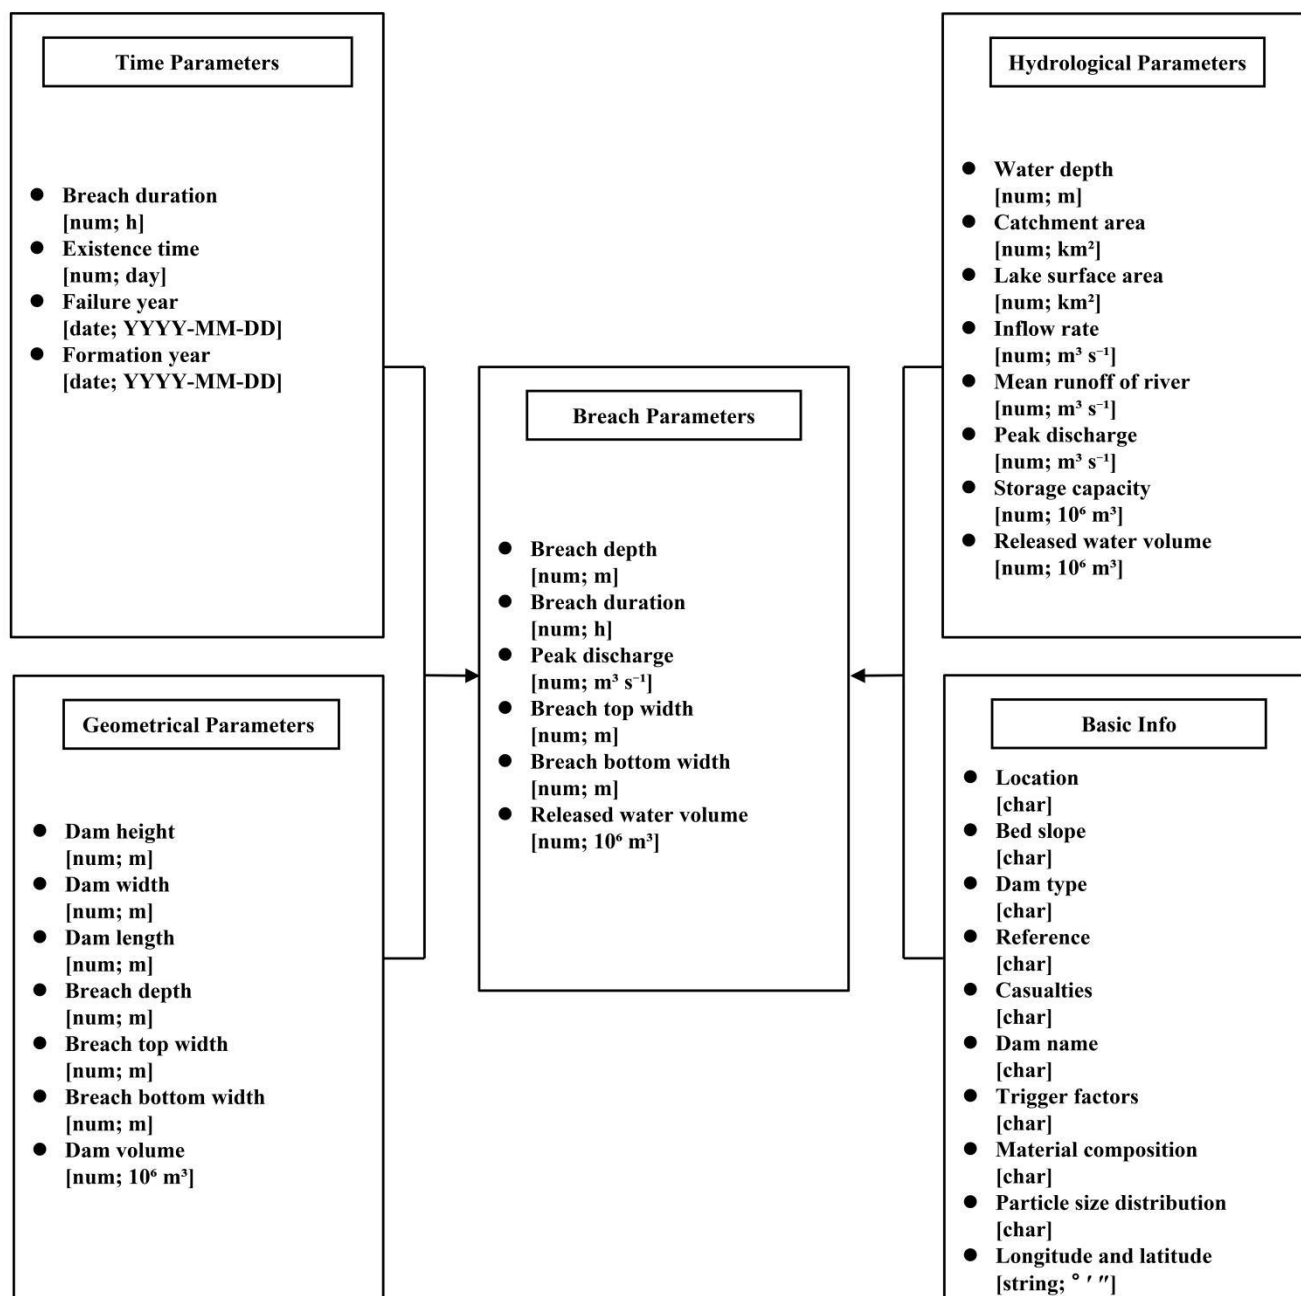 Time Parameters
● Breach duration
[num; h]
● Existence time
[num; day]
● Failure year
[date; YYYY-MM-DD]
● Formation year
[date; YYYY-MM-DD]
Geometrical Parameters
● Dam height
[num; m]
● Dam width
[num; m]
● Dam length
[num; m]
● Breach depth
[num; m]
● Breach top width
[num; m]
● Breach bottom width
[num; m]
● Dam volume
[num; 10⁶ m³]
Breach Parameters
● Breach depth
[num; m]
● Breach duration
[num; h]
● Peak discharge
[num; m³ s⁻¹]
● Breach top width
[num; m]
● Breach bottom width
[num; m]
● Released water volume
[num; 10⁶ m³]
Hydrological Parameters
● Water depth
[num; m]
● Catchment area
[num; km²]
● Lake surface area
[num; km²]
● Inflow rate
[num; m³ s⁻¹]
● Mean runoff of river
[num; m³ s⁻¹]
● Peak discharge
[num; m³ s⁻¹]
● Storage capacity
[num; 10⁶ m³]
● Released water volume
[num; 10⁶ m³]
Basic Info
● Location
[char]
● Bed slope
[char]
● Dam type
[char]
● Reference
[char]
● Casualties
[char]
● Dam name
[char]
● Trigger factors
[char]
● Material composition
[char]
● Particle size distribution
[char]
● Longitude and latitude
[string; ° ′ ″]